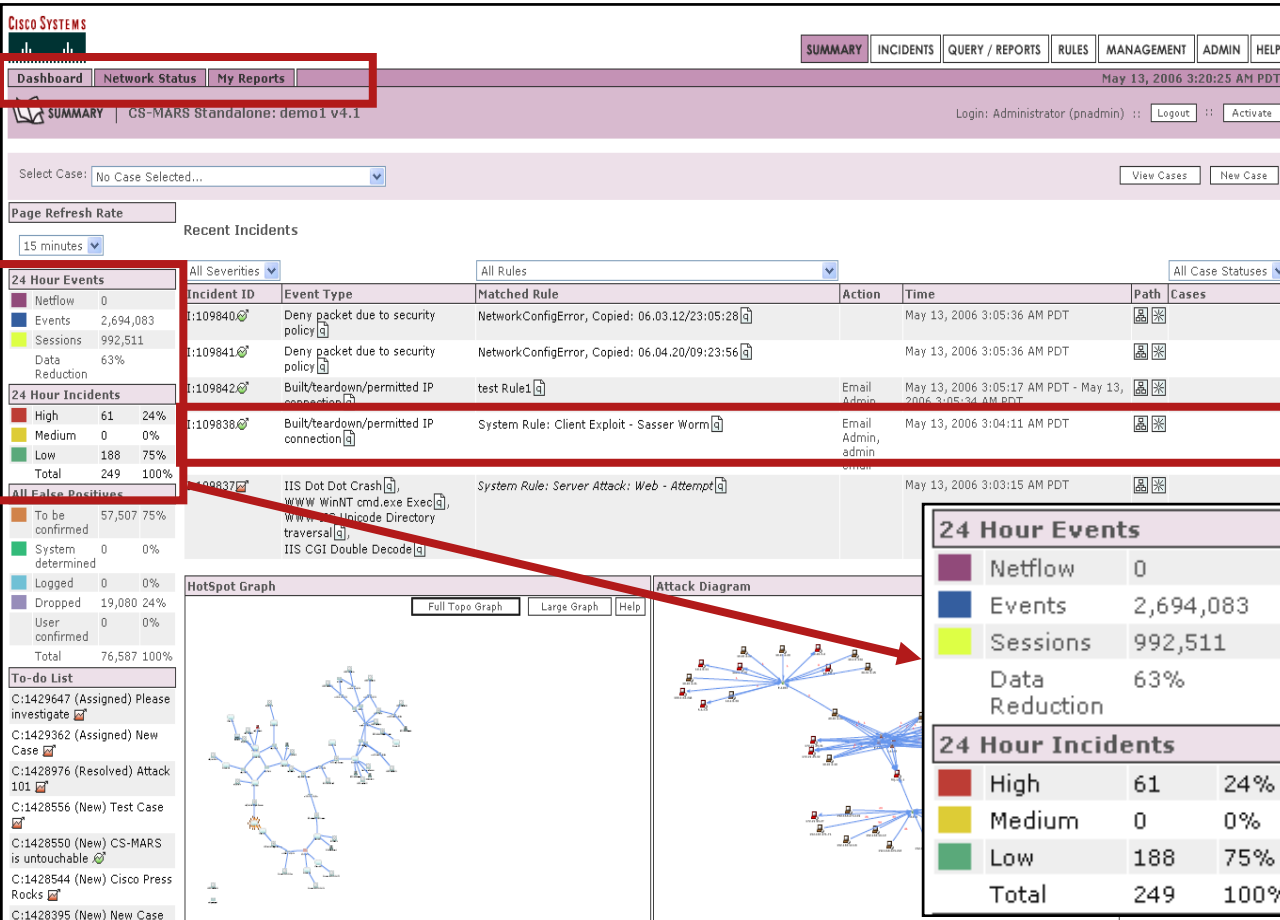 CISCO SYSTEMS
SUMMARY INCIDENTS QUERY / REPORTS RULES MANAGEMENT ADMIN HELP
Dashboard Network Status My Reports May 13, 2006 3:20:25 AM PDT
SUMMARY | CS-MARS Standalone: demo1 v4.1 Login: Administrator (pnadmin) :: Logout :: Activate
Select Case: No Case Selected... View Cases New Case
Page Refresh Rate
15 minutes
Recent Incidents
All Severities All Rules All Case Statuses
Incident ID Event Type Matched Rule Action Time Path Cases
I:109840 Deny packet due to security policy q NetworkConfigError, Copied: 06.03.12/23:05:28 q May 13, 2006 3:05:36 AM PDT
I:109841 Deny packet due to security policy q NetworkConfigError, Copied: 06.04.20/09:23:56 q May 13, 2006 3:05:36 AM PDT
I:109842 Built/teardown/permitted IP connection q test Rule1 q Email Admin May 13, 2006 3:05:17 AM PDT - May 13, 2006 3:05:34 AM PDT
I:109838 Built/teardown/permitted IP connection q System Rule: Client Exploit - Sasser Worm q Email Admin, admin email May 13, 2006 3:04:11 AM PDT
I:109837 IIS Dot Dot Crash q, System Rule: Server Attack: Web - Attempt q May 13, 2006 3:03:15 AM PDT
WWW WinNT cmd.exe Exec q,
WWW IIS Unicode Directory
traversal q,
IIS CGI Double Decode q
24 Hour Events
Netflow 0
Events 2,694,083
Sessions 992,511
Data Reduction 63%
24 Hour Incidents
High 61 24%
Medium 0 0%
Low 188 75%
Total 249 100%
All False Positives
To be confirmed 57,507 75%
System determined 0 0%
Logged 0 0%
Dropped 19,080 24%
User confirmed 0 0%
Total 76,587 100%
To-do List
C:1429647 (Assigned) Please
investigate
C:1429362 (Assigned) New
Case
C:1428976 (Resolved) Attack
101
C:1428556 (New) Test Case
C:1428550 (New) CS-MARS
is untouchable
C:1428544 (New) Cisco Press
Rocks
C:1428395 (New) New Case
HotSpot Graph
Full Topo Graph Large Graph Help
Attack Diagram
24 Hour Events
Netflow 0
Events 2,694,083
Sessions 992,511
Data 63%
Reduction
24 Hour Incidents
High 61 24%
Medium 0 0%
Low 188 75%
Total 249 100%